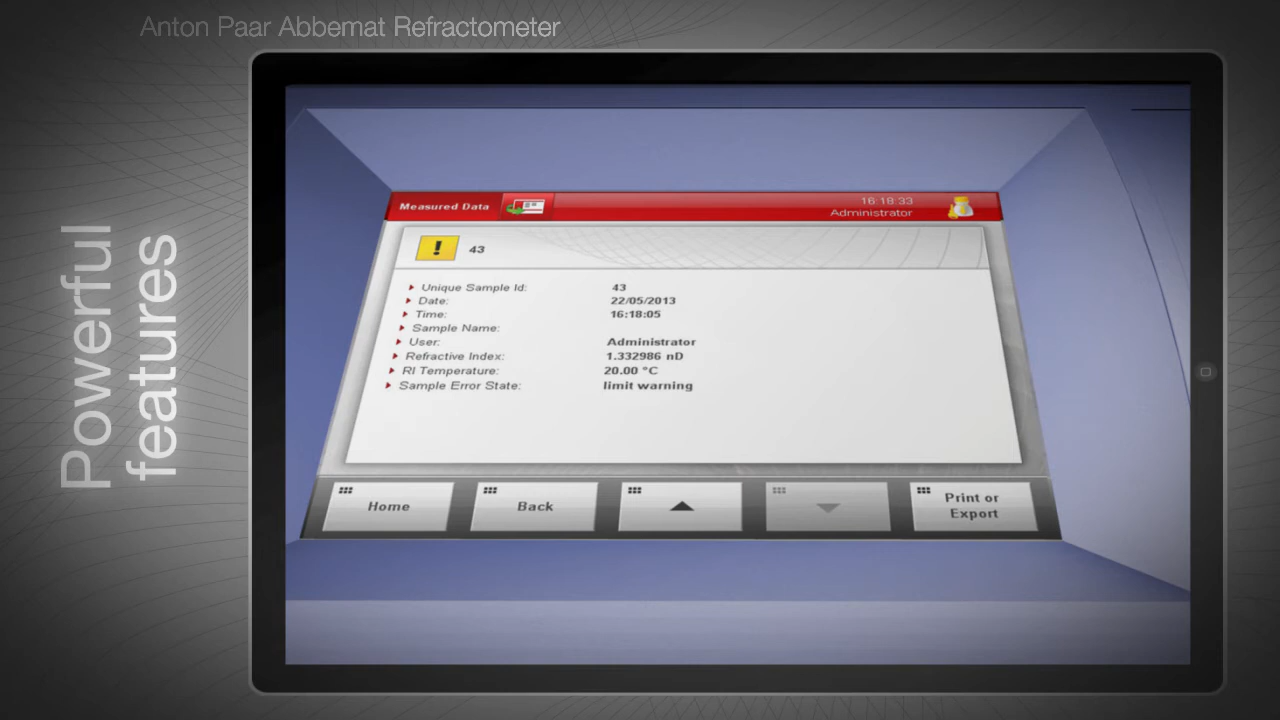 Anton Paar Abbemat Refractometer
Powerful
features
Measured Data
16:18:33
Administrator
! 43
Unique Sample Id: 43
Date: 22/05/2013
Time: 16:18:05
Sample Name:
User: Administrator
Refractive Index: 1.332986 nD
RI Temperature: 20.00 °C
Sample Error State: limit warning
Home
Back
Print or
Export